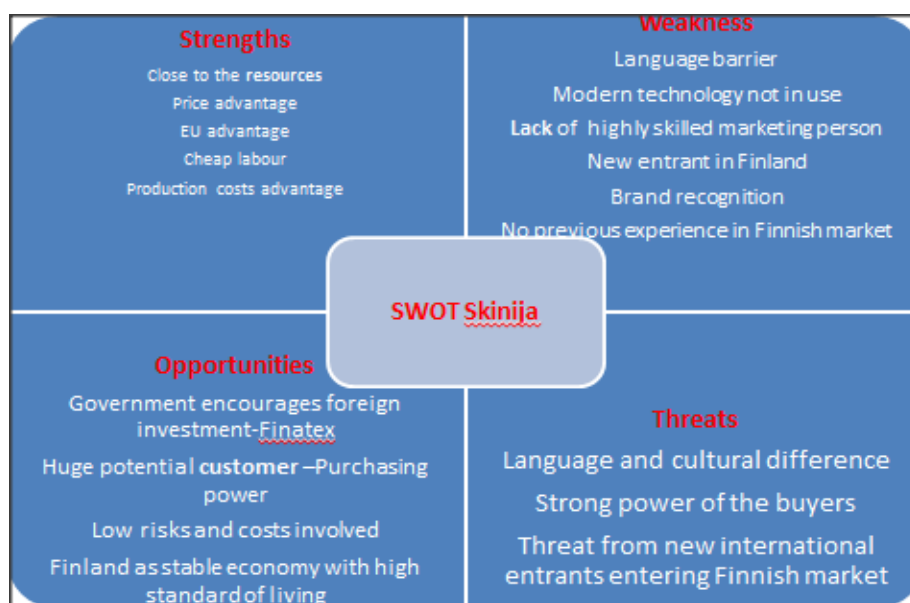 Strengths
Close to the resources
Price advantage
EU advantage
Cheap labour
Production costs advantage
Weakness
Language barrier
Modern technology not in use
Lack of highly skilled marketing person
New entrant in Finland
Brand recognition
No previous experience in Finnish market
SWOT Skinija
Opportunities
Government encourages foreign
investment-Finatex
Huge potential customer –Purchasing
power
Low risks and costs involved
Finland as stable economy with high
standard of living
Threats
Language and cultural difference
Strong power of the buyers
Threat from new international
entrants entering Finnish market